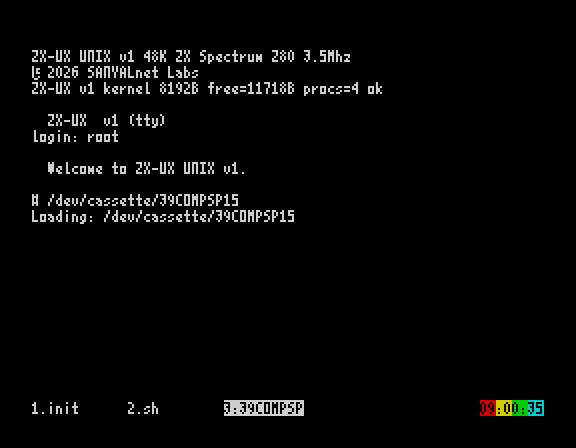 ZX-UX UNIX v1 48K ZX Spectrum Z80 3.5Mhz
© 2026 SANYALnet Labs
ZX-UX v1 kernel 8192B free=11718B procs=4 ok
ZX-UX  v1 (tty)
login: root
Welcome to ZX-UX UNIX v1.
# /dev/cassette/39COMPSP15
Loading: /dev/cassette/39COMPSP15
1.init 2.sh 3.39COMPSP 09:00:35